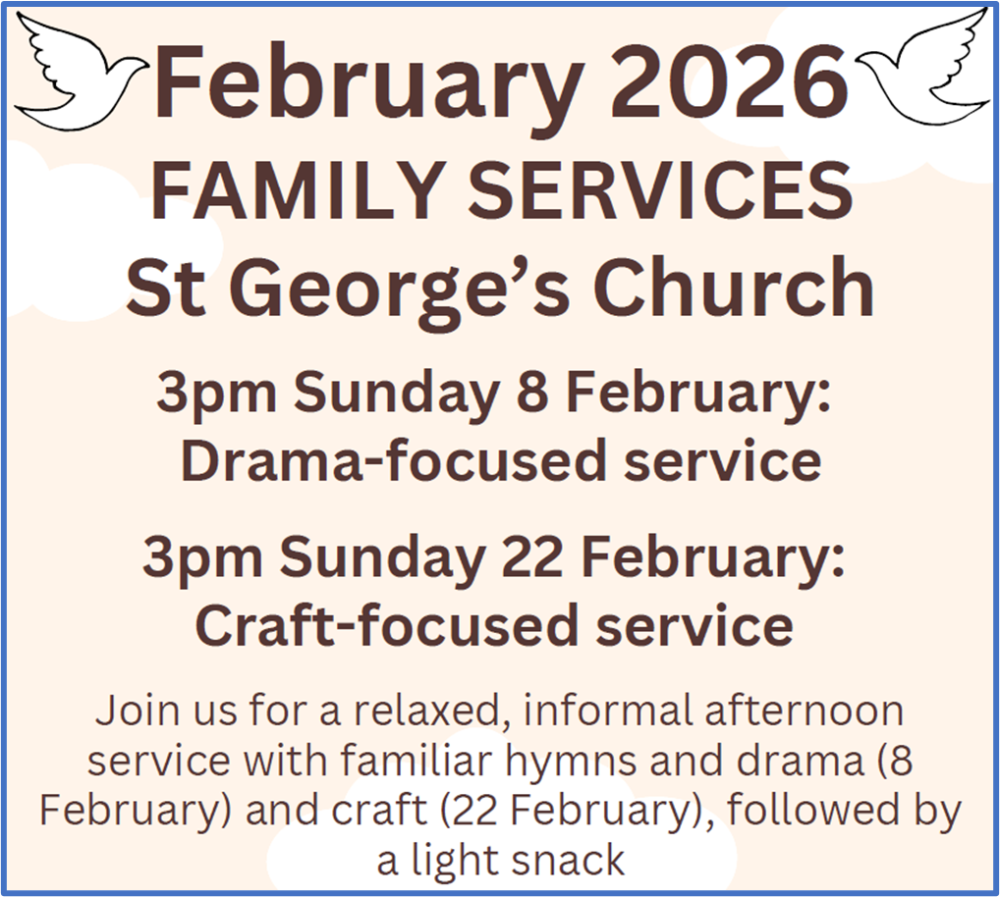 February 2026
FAMILY SERVICES
St George’s Church
3pm Sunday 8 February:
Drama-focused service
3pm Sunday 22 February:
Craft-focused service
Join us for a relaxed, informal afternoon
service with familiar hymns and drama (8
February) and craft (22 February), followed by
a light snack